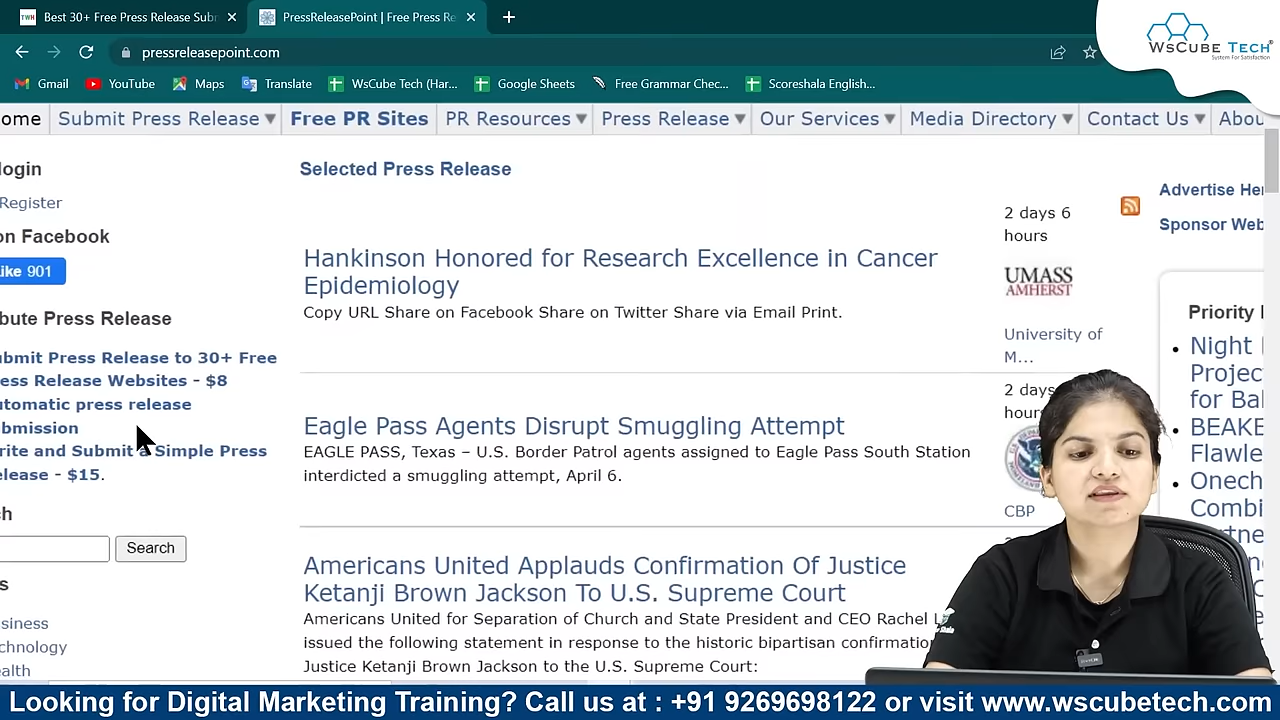 Best 30+ Free Press Release Subr
PressReleasePoint | Free Press Re
pressreleasepoint.com
WsCube Tech
System For Satisfaction
Gmail
YouTube
Maps
Translate
WsCube Tech (Har...
Google Sheets
Free Grammar Chec...
Scoreshala English...
ome
Submit Press Release
Free PR Sites
PR Resources
Press Release
Our Services
Media Directory
Contact Us
Abou
login
Register
on Facebook
ike 901
bute Press Release
ubmit Press Release to 30+ Free
ess Release Websites - $8
utomatic press release
ubmission
rite and Submit a Simple Press
elease - $15.
ch
Search
s
siness
chnology
alth
Selected Press Release
Hankinson Honored for Research Excellence in Cancer
Epidemiology
Copy URL Share on Facebook Share on Twitter Share via Email Print.
2 days 6
hours
UMASS
AMHERST
University of
M...
Eagle Pass Agents Disrupt Smuggling Attempt
EAGLE PASS, Texas – U.S. Border Patrol agents assigned to Eagle Pass South Station
interdicted a smuggling attempt, April 6.
2 days
hour
CBP
Americans United Applauds Confirmation Of Justice
Ketanji Brown Jackson To U.S. Supreme Court
Americans United for Separation of Church and State President and CEO Rachel L
issued the following statement in response to the historic bipartisan confirmatio
Justice Ketanji Brown Jackson to the U.S. Supreme Court:
Advertise He
Sponsor Web
Priority
Night
Projec
for Ba
BEAKE
Flawle
Onech
Combi
Looking for Digital Marketing Training? Call us at : +91 9269698122 or visit www.wscubetech.com